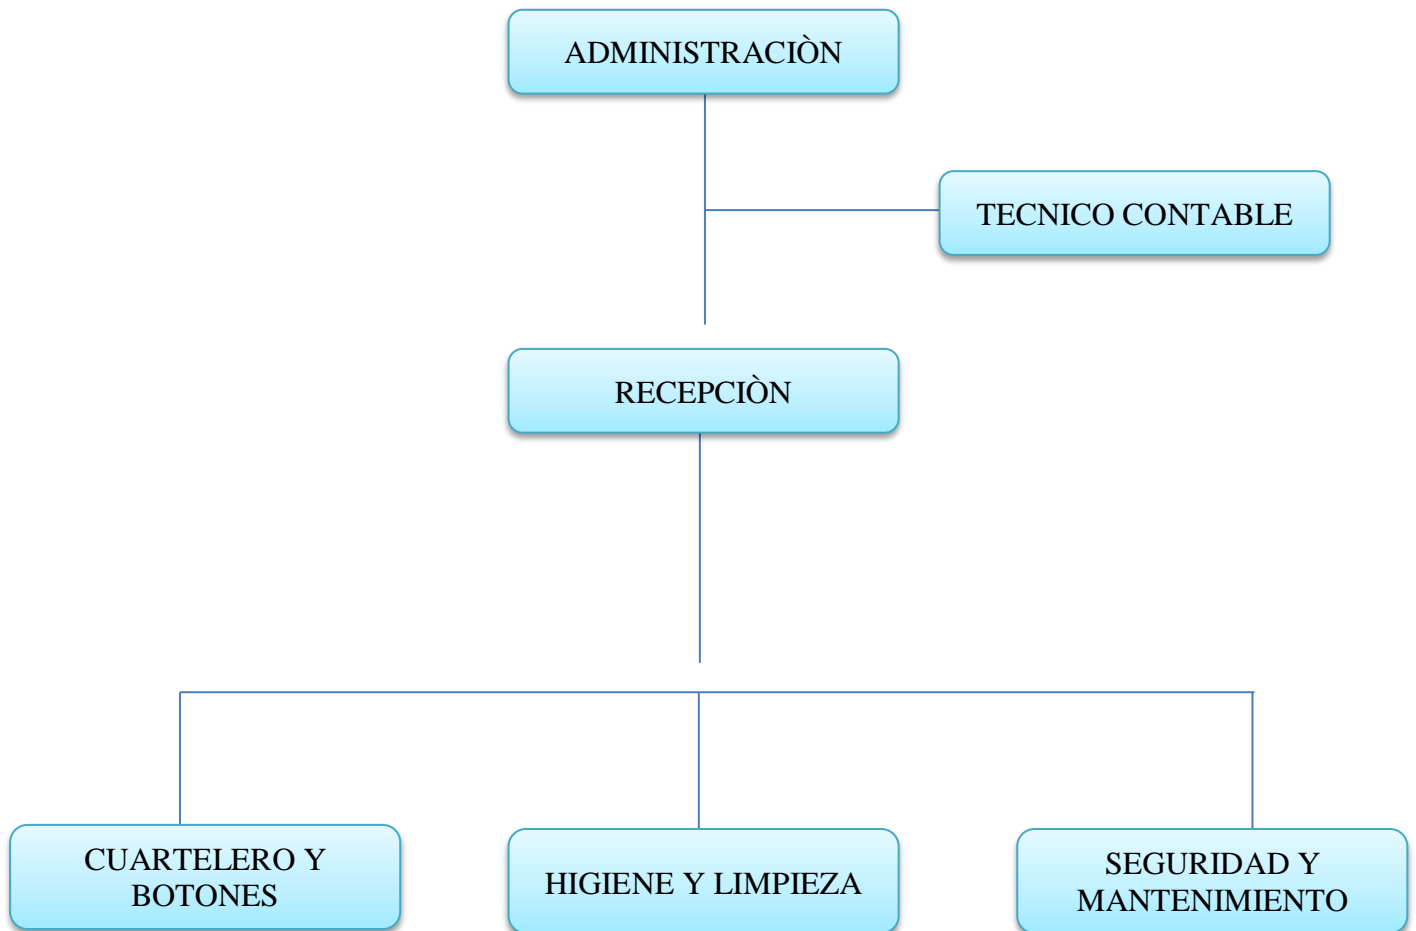 ADMINISTRACIÒN
TECNICO CONTABLE
RECEPCIÒN
CUARTELERO Y
BOTONES
HIGIENE Y LIMPIEZA
SEGURIDAD Y
MANTENIMIENTO